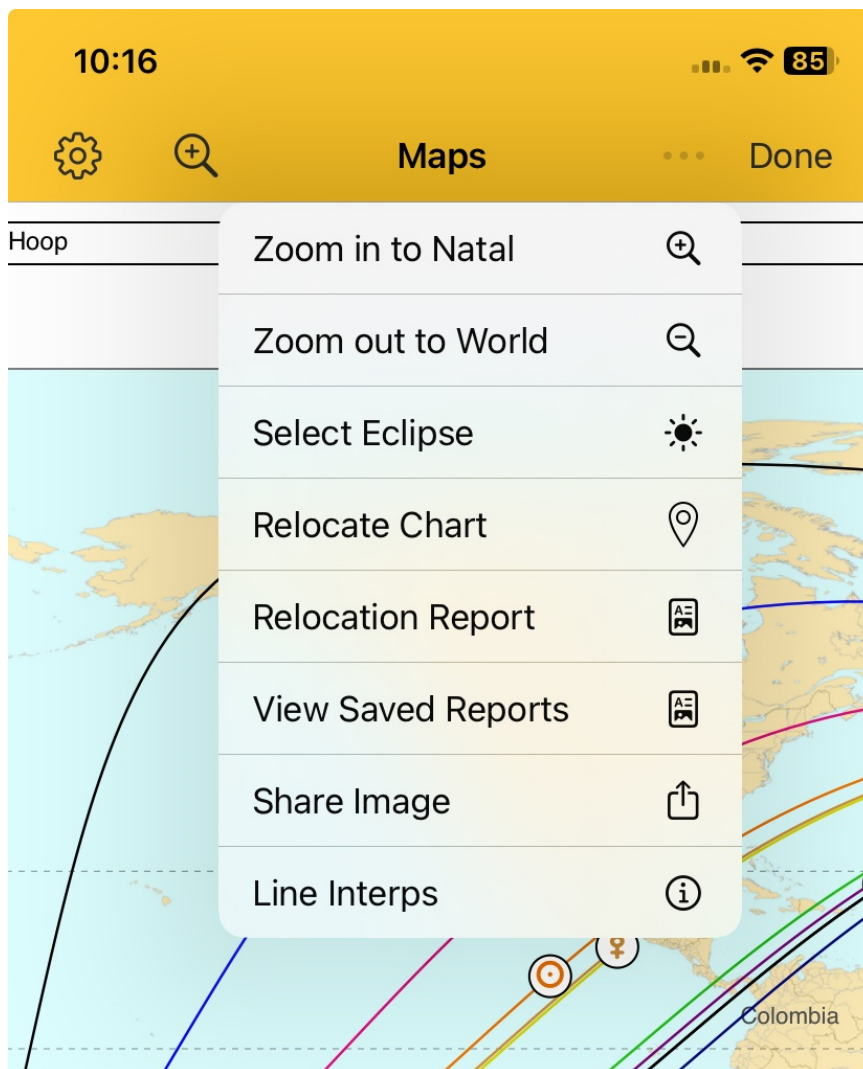 10:16
85
Maps
Done
Hoop
Zoom in to Natal
Zoom out to World
Select Eclipse
Relocate Chart
Relocation Report
View Saved Reports
Share Image
Line Interps
Colombia